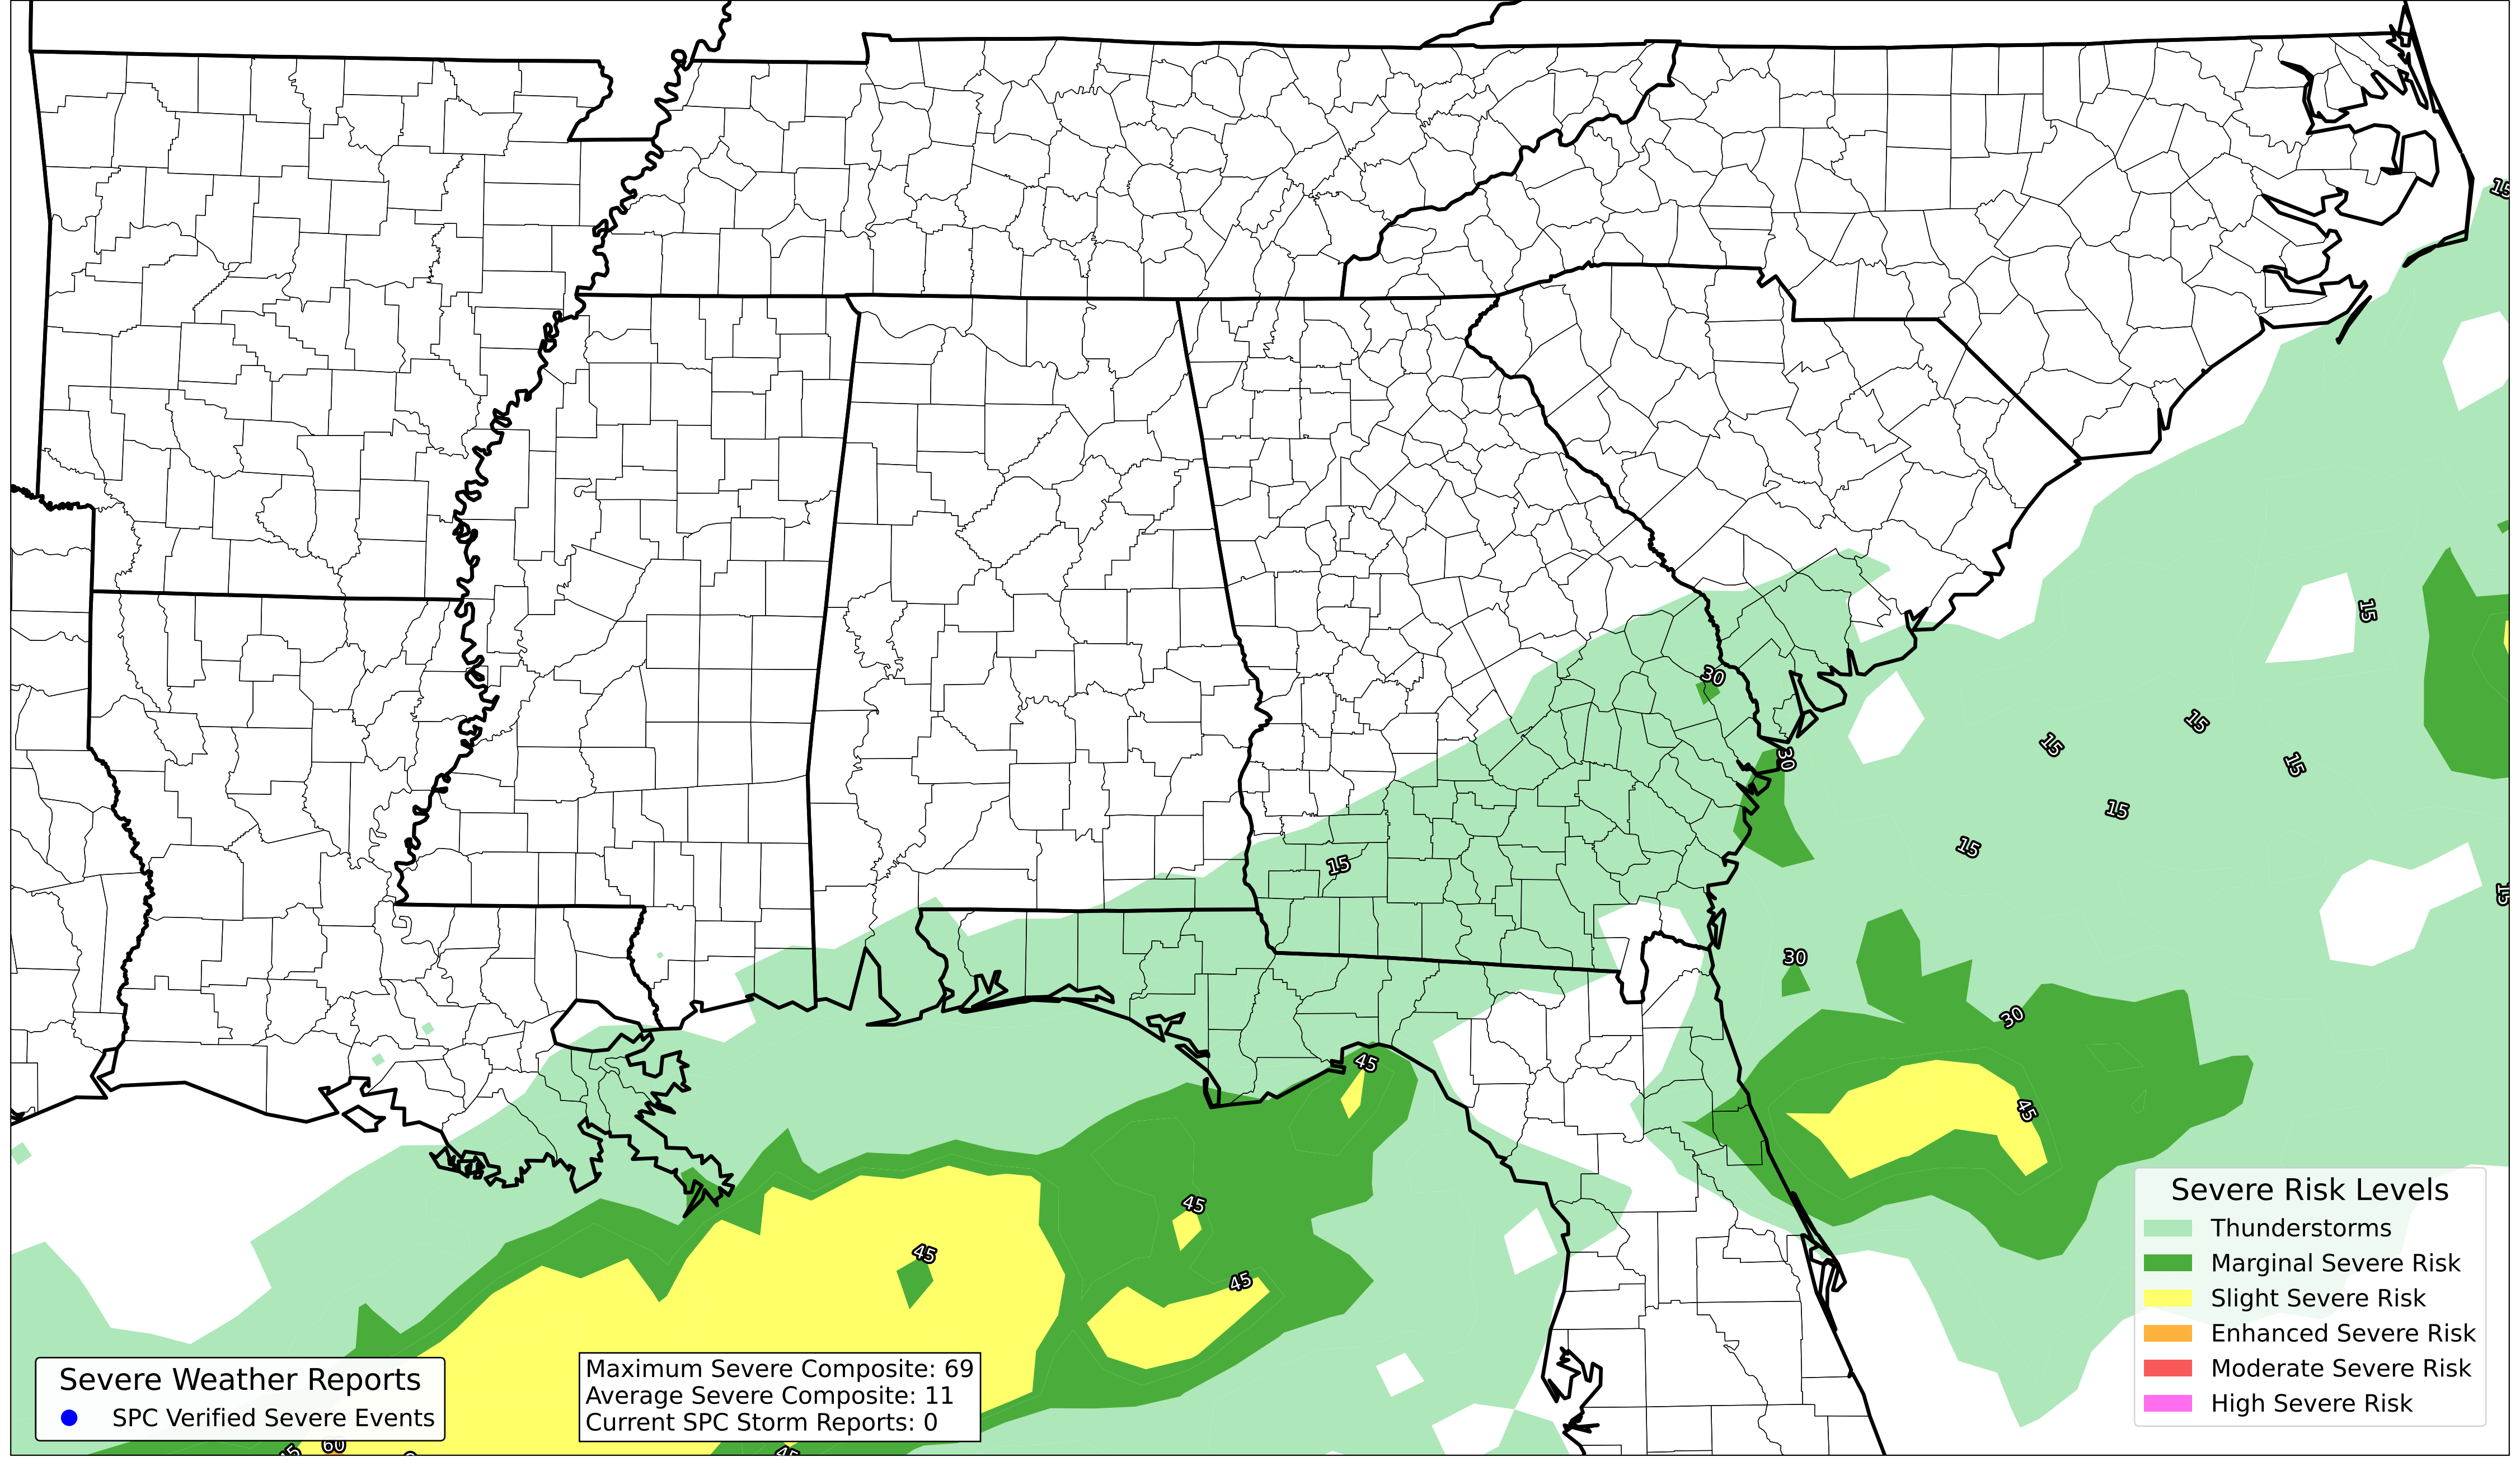 15
15
30
15
15
30
15
15
15
15
15
30
30
45
45
45
45
45
Severe Risk Levels
Thunderstorms
Marginal Severe Risk
Slight Severe Risk
Enhanced Severe Risk
Moderate Severe Risk
High Severe Risk
Severe Weather Reports
SPC Verified Severe Events
Maximum Severe Composite: 69
Average Severe Composite: 11
Current SPC Storm Reports: 0
45
60
45